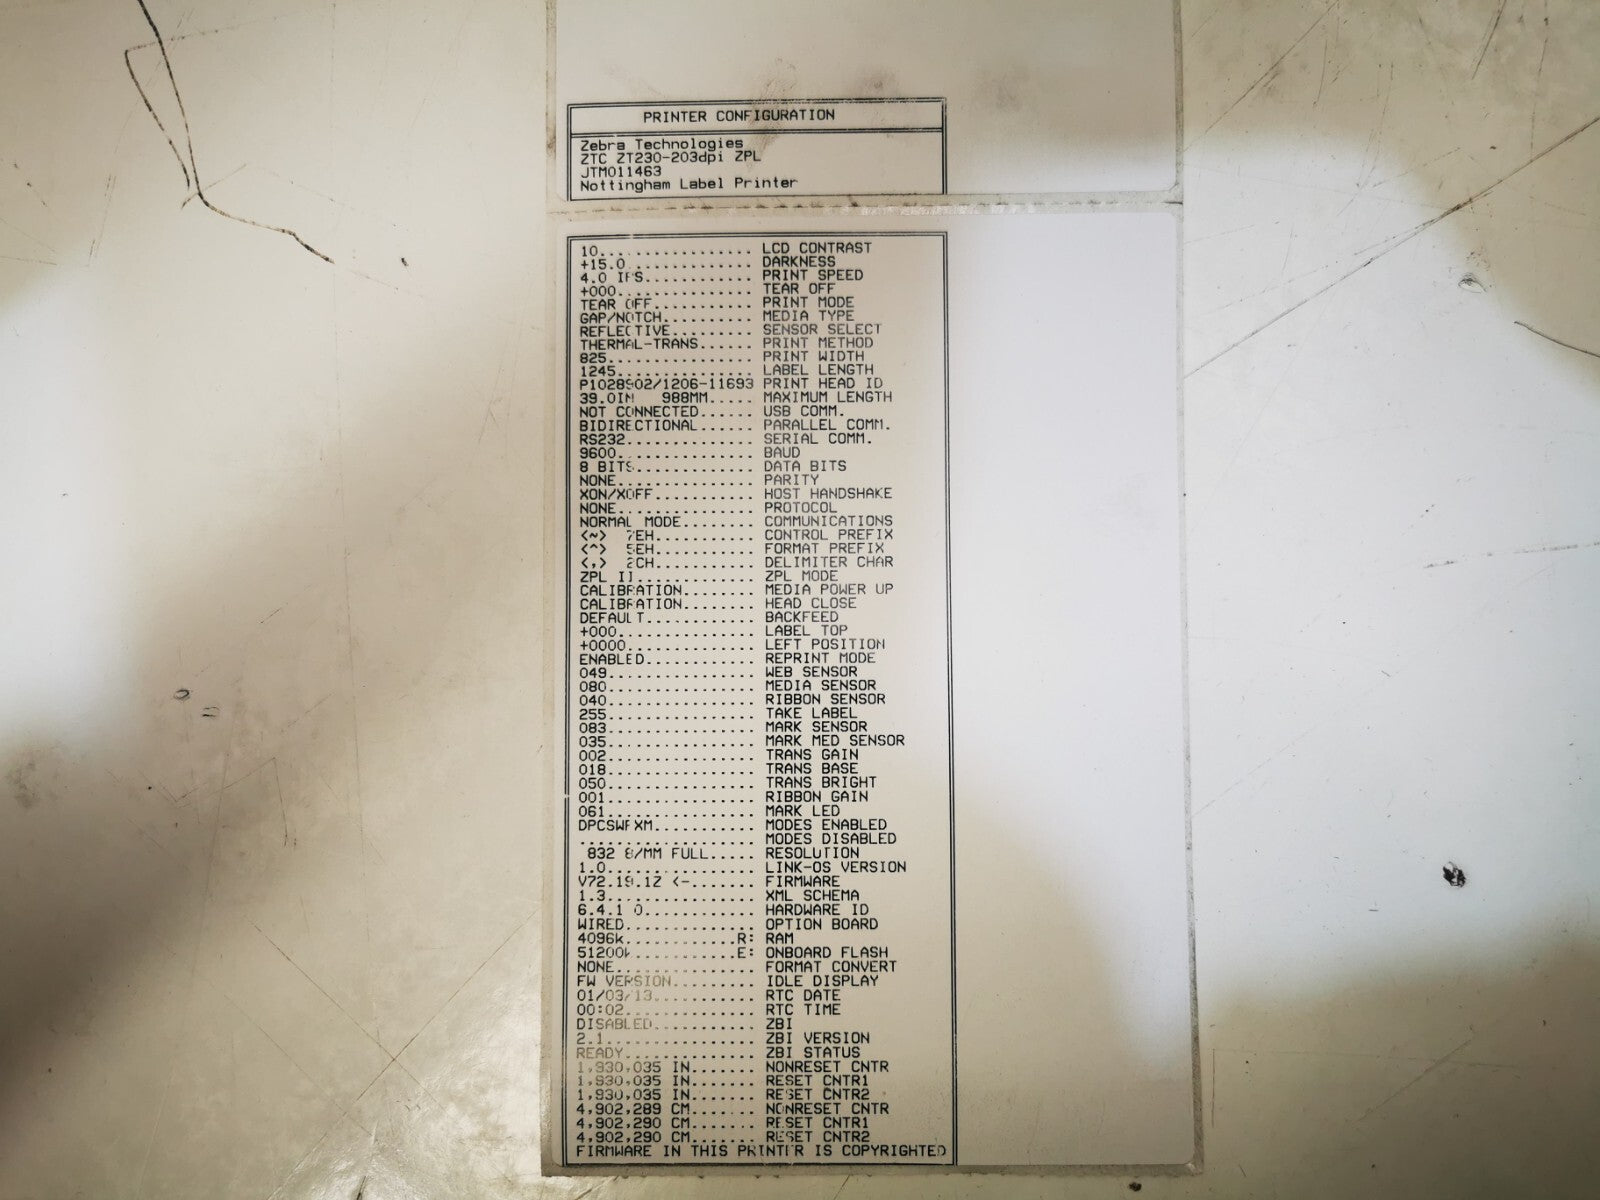 PRINTER CONFIGURATION
Zebra Technologies
ZTC ZT230-203dpi ZPL
JTM011463
Nottingham Label Printer
10................. LCD CONTRAST
+15.0.............. DARKNESS
4.0 IPS............ PRINT SPEED
+000............... TEAR OFF
TEAR OFF........... PRINT MODE
GAP/NOTCH.......... MEDIA TYPE
REFLECTIVE......... SENSOR SELECT
THERMAL-TRANS...... PRINT METHOD
825................ PRINT WIDTH
1245............... LABEL LENGTH
P1028902/1206-11693 PRINT HEAD ID
39.0IN   988MM..... MAXIMUM LENGTH
NOT CONNECTED...... USB COMM.
BIDIRECTIONAL...... PARALLEL COMM.
RS232.............. SERIAL COMM.
9600............... BAUD
8 BITS............. DATA BITS
NONE............... PARITY
XON/XOFF........... HOST HANDSHAKE
NONE............... PROTOCOL
NORMAL MODE........ COMMUNICATIONS
<~>  7EH........... CONTROL PREFIX
<^>  5EH........... FORMAT PREFIX
<,>  2CH........... DELIMITER CHAR
ZPL II............. ZPL MODE
CALIBRATION........ MEDIA POWER UP
CALIBRATION........ HEAD CLOSE
DEFAULT............ BACKFEED
+000............... LABEL TOP
+0000.............. LEFT POSITION
ENABLED............ REPRINT MODE
049................ WEB SENSOR
080................ MEDIA SENSOR
040................ RIBBON SENSOR
255................ TAKE LABEL
083................ MARK SENSOR
035................ MARK MED SENSOR
002................ TRANS GAIN
018................ TRANS BASE
050................ TRANS BRIGHT
001................ RIBBON GAIN
061................ MARK LED
DPCSWFXM........... MODES ENABLED
................... MODES DISABLED
832 8/MM FULL..... RESOLUTION
1.0................ LINK-OS VERSION
V72.19.1Z <-....... FIRMWARE
1.3................ XML SCHEMA
6.4.1 0............ HARDWARE ID
WIRED.............. OPTION BOARD
4096k............R: RAM
51200k...........E: ONBOARD FLASH
NONE............... FORMAT CONVERT
FW VERSION......... IDLE DISPLAY
01/03/13........... RTC DATE
00:02.............. RTC TIME
DISABLED........... ZBI
2.1................ ZBI VERSION
READY.............. ZBI STATUS
1,930,035 IN....... NONRESET CNTR
1,930,035 IN....... RESET CNTR1
1,930,035 IN....... RESET CNTR2
4,902,289 CM....... NONRESET CNTR
4,902,290 CM....... RESET CNTR1
4,902,290 CM....... RESET CNTR2
FIRMWARE IN THIS PRINTER IS COPYRIGHTED